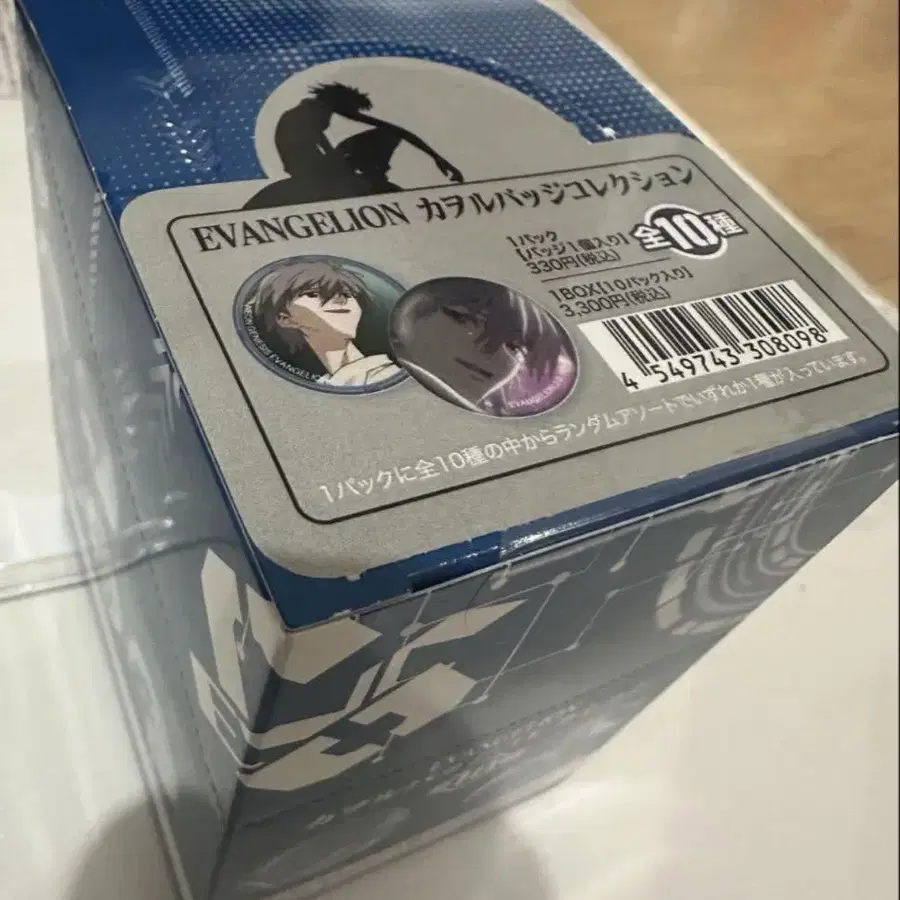 EVANGELION カヲルバッジコレクション
1パック
[バッジ1個入り]
330円(税込)
全10種
1BOX[10パック入り]
3,300円(税込)
4 549743 308098
NEON GENESIS EVANGELION
EVANGELION
1パックに全10種の中からランダムアソートでいずれか1種が入っています。